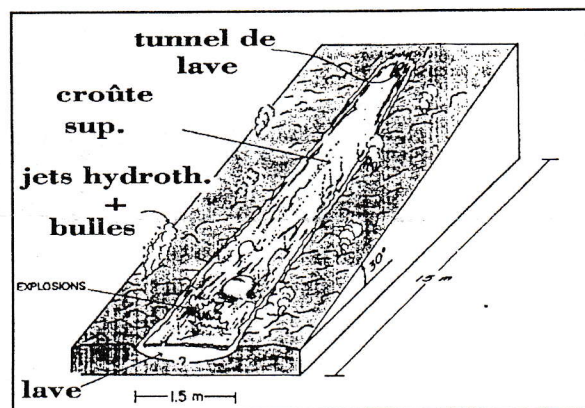 tunnel de
lave
croûte
sup.
jets hydroth.
+
bulles
EXPLOSIONS
30°
15 m
?
lave
1.5 m